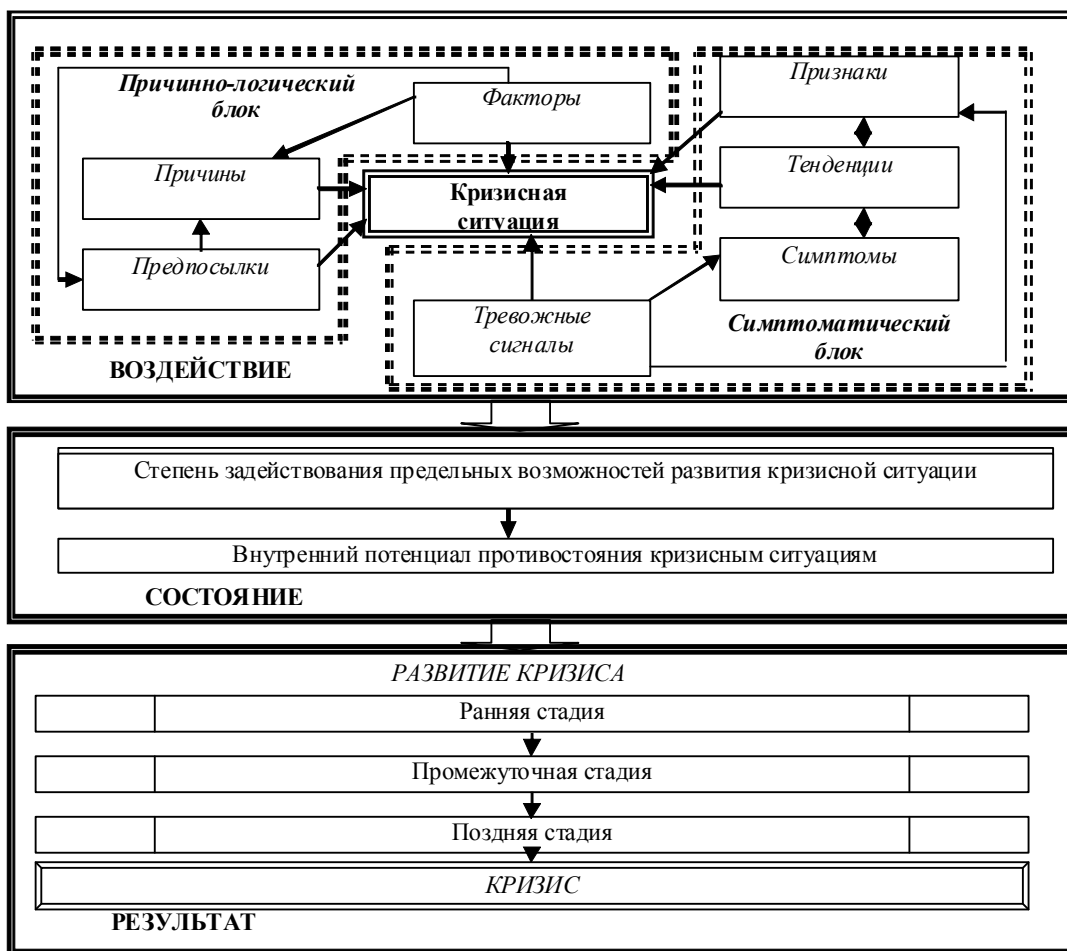 Причинно-логический
блок
Факторы
Причины
Предпосылки
Кризисная
ситуация
Признаки
Тенденции
Симптомы
Тревожные
сигналы
Симптоматический
блок
ВОЗДЕЙСТВИЕ
Степень задействования предельных возможностей развития кризисной ситуации
Внутренний потенциал противостояния кризисным ситуациям
СОСТОЯНИЕ
РАЗВИТИЕ КРИЗИСА
Ранняя стадия
Промежуточная стадия
Поздняя стадия
КРИЗИС
РЕЗУЛЬТАТ